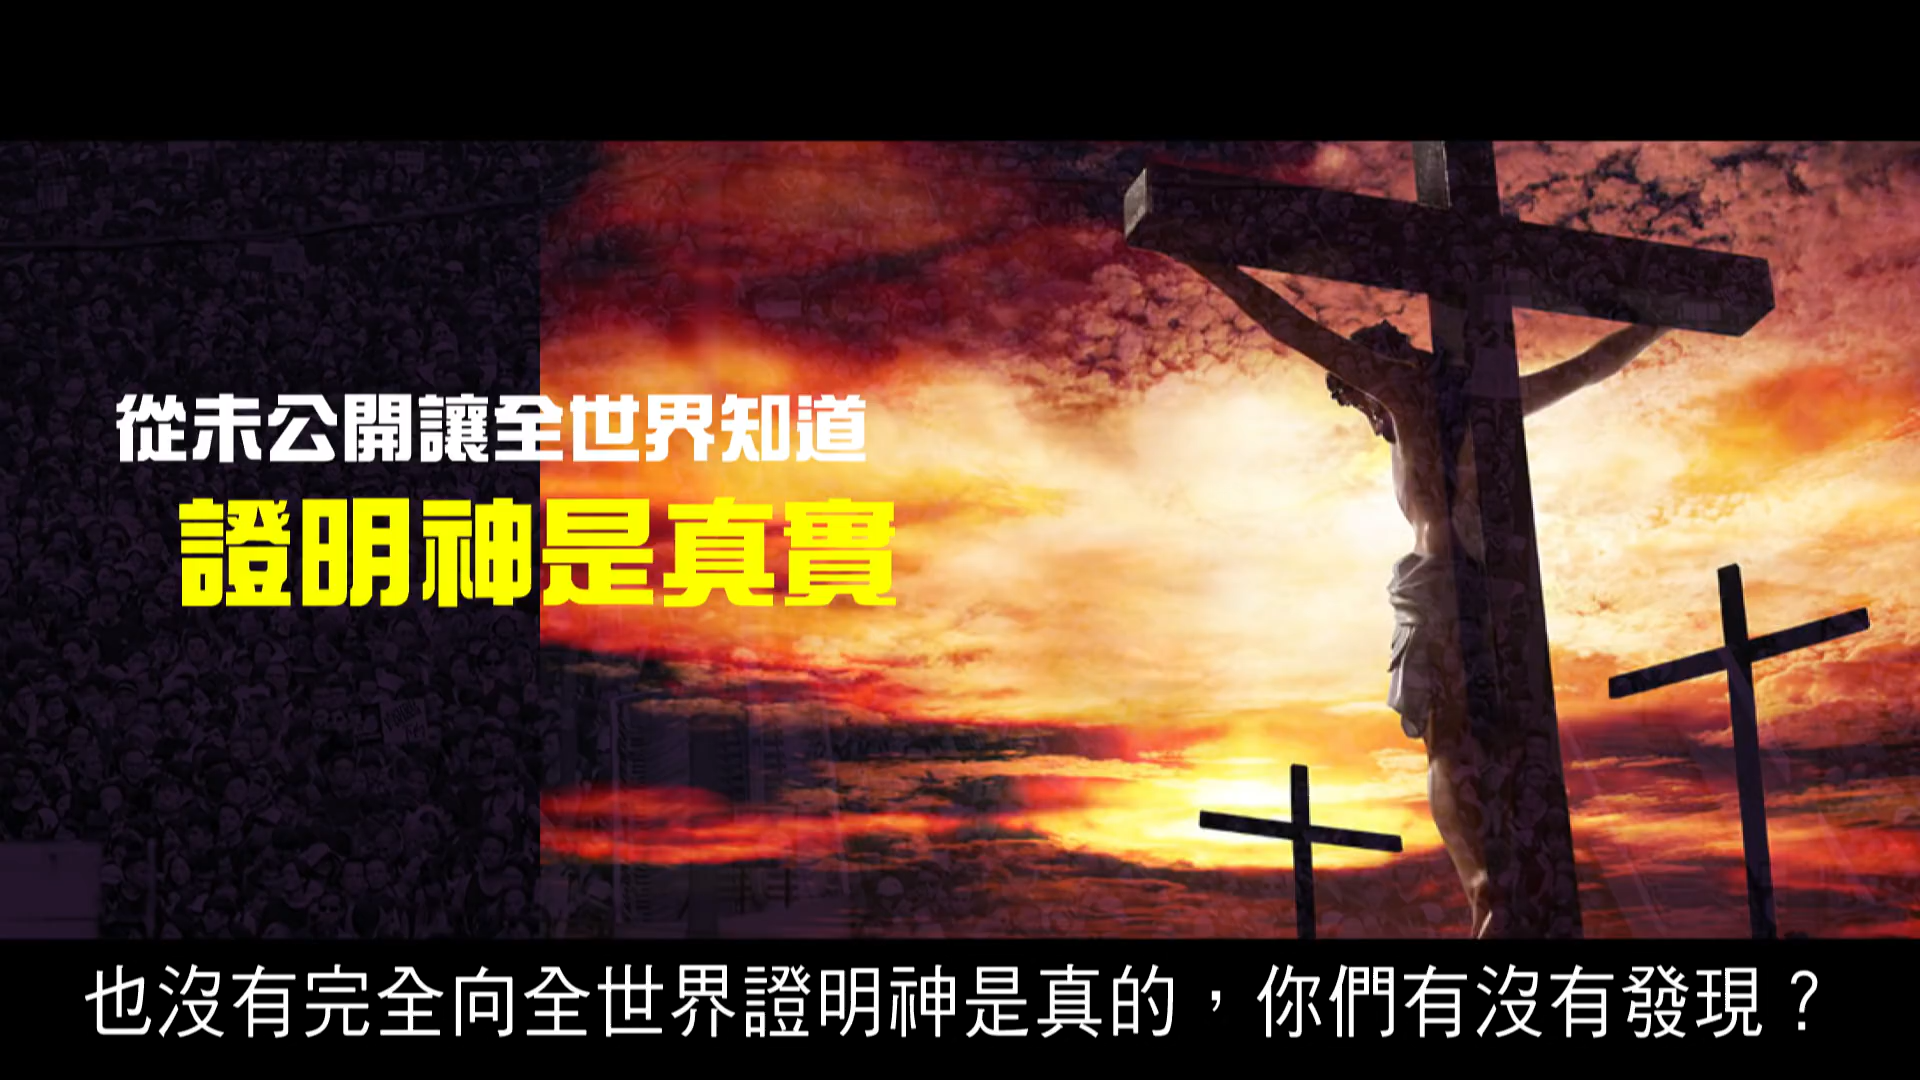 從未公開讓全世界知道
證明神是真實
也沒有完全向全世界證明神是真的，你們有沒有發現？